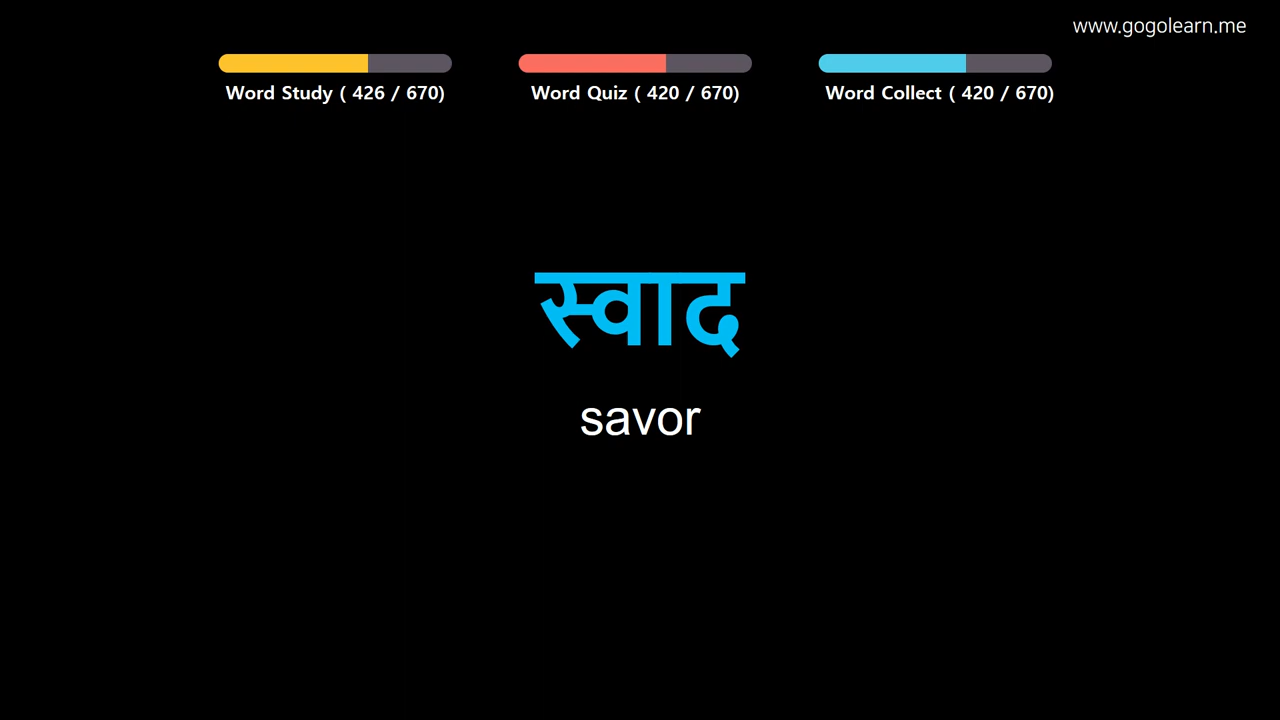 www.gogolearn.me
Word Study ( 426 / 670)
Word Quiz ( 420 / 670)
Word Collect ( 420 / 670)
स्वाद
savor